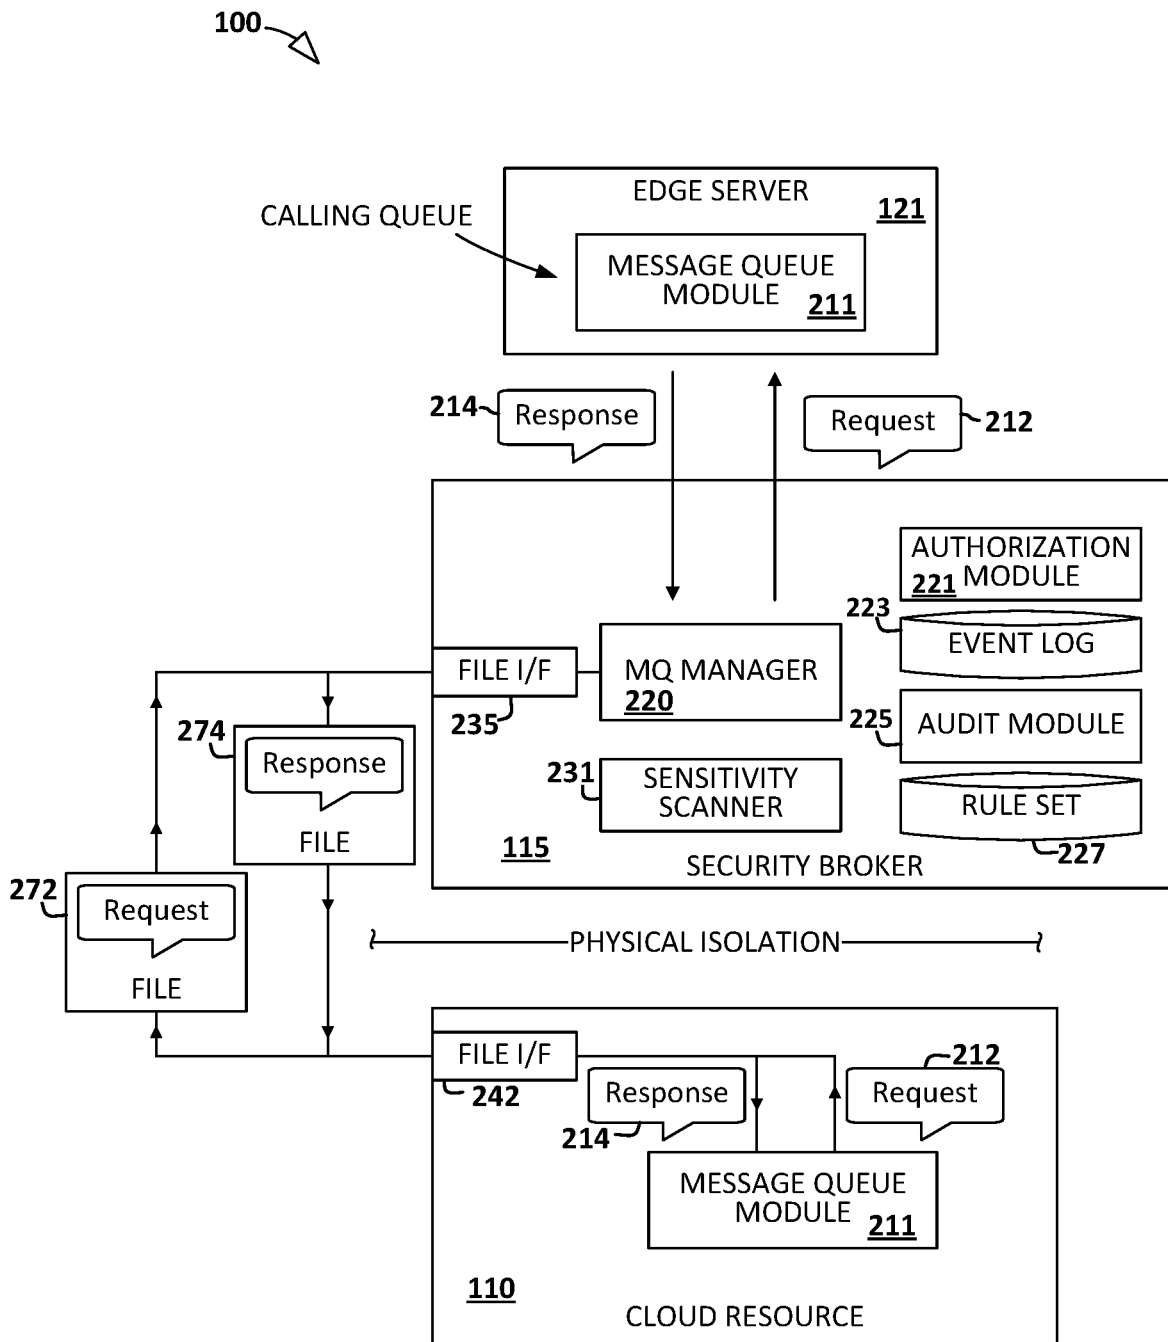 100
EDGE SERVER
121
CALLING QUEUE
MESSAGE QUEUE
MODULE
211
214
Response
Request
212
AUTHORIZATION
221
MODULE
223
EVENT LOG
FILE I/F
235
MQ MANAGER
220
225
AUDIT MODULE
274
Response
FILE
231
SENSITIVITY
SCANNER
RULE SET
227
115
SECURITY BROKER
272
Request
FILE
PHYSICAL ISOLATION
FILE I/F
242
Response
214
212
Request
MESSAGE QUEUE
MODULE
211
110
CLOUD RESOURCE